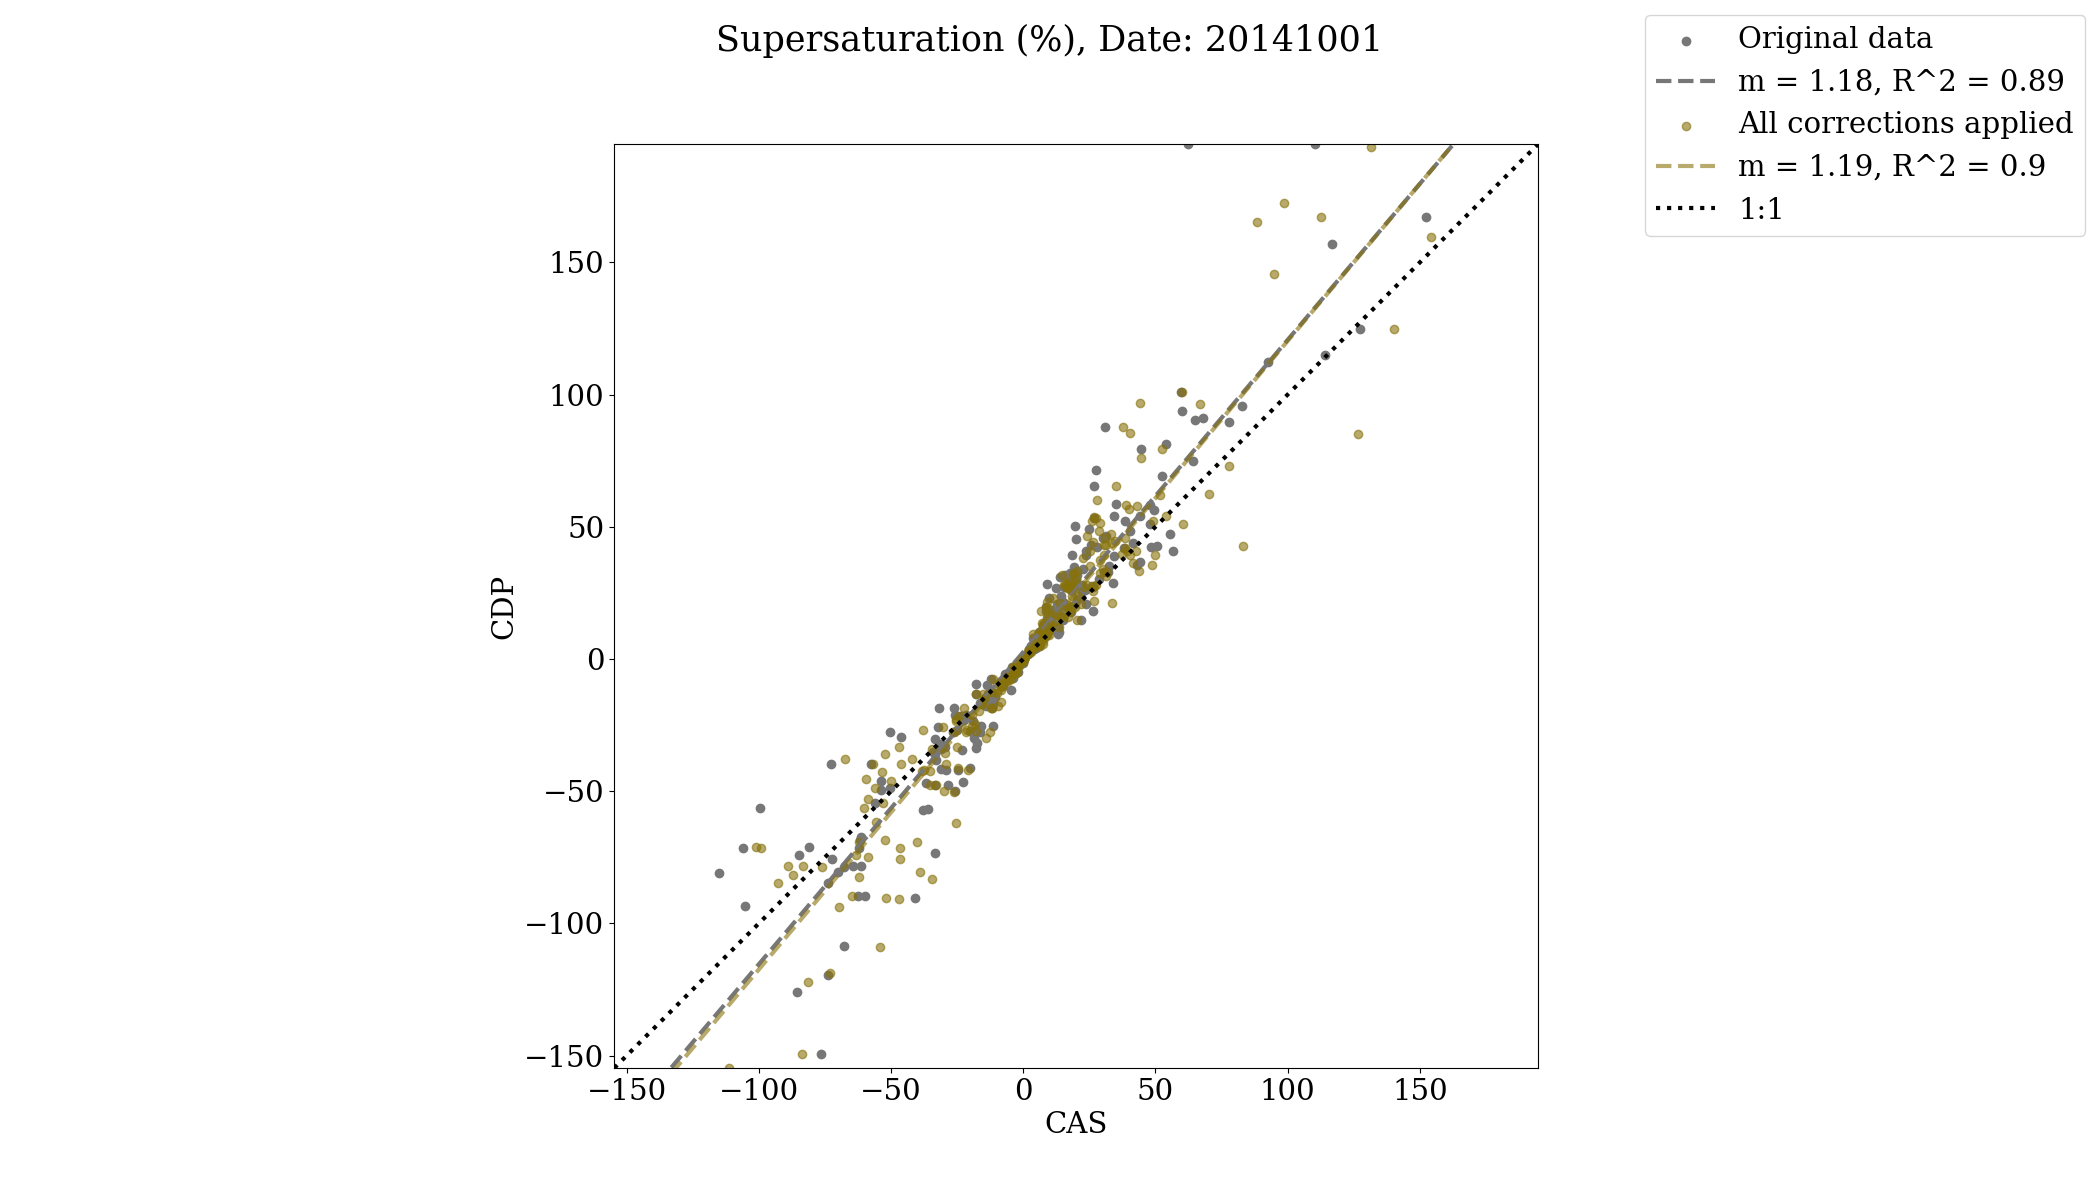 Supersaturation (%), Date: 20141001
Original data
m = 1.18, R^2 = 0.89
All corrections applied
m = 1.19, R^2 = 0.9
1:1
150
100
50
0
−50
−100
−150
CDP
−150 −100 −50 0 50 100 150
CAS